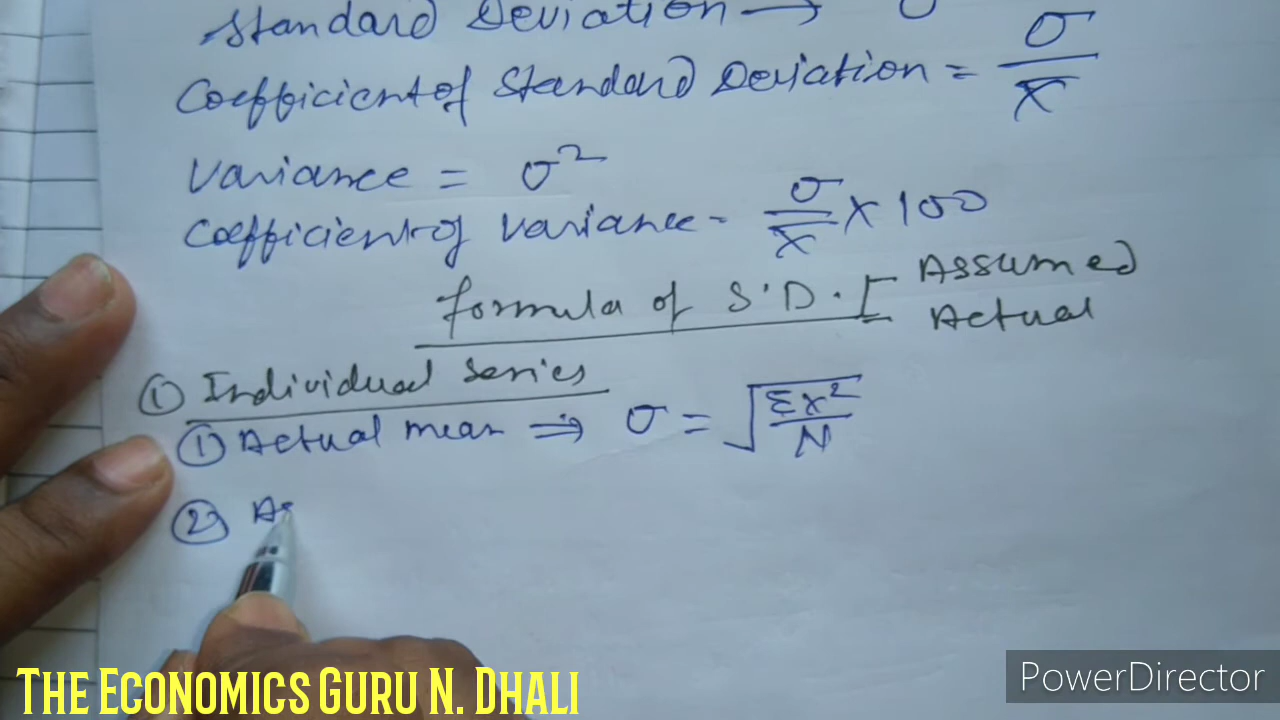 Standard Deviation → σ
Coefficient of Standard Deviation = σ/x̄
Variance = σ²
Coefficient of Variance - σ/x̄ × 100
formula of S.D. [ Assumed
Actual
① Individual Series
① Actual mean ⇒ σ = √(Σx²/N)
② As
THE ECONOMICS GURU N. DHALI
PowerDirector